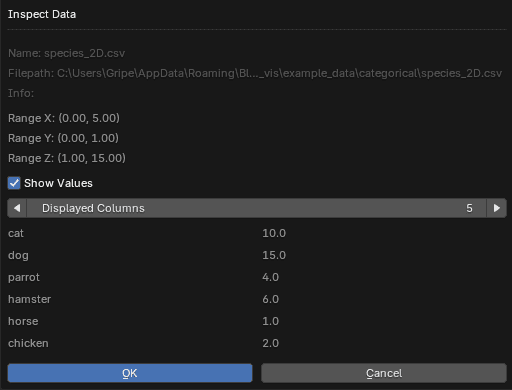 Inspect Data
Name: species_2D.csv
Filepath: C:\Users\Gripe\AppData\Roaming\Bl..._vis\example_data\categorical\species_2D.csv
Info:
Range X: (0.00, 5.00)
Range Y: (0.00, 1.00)
Range Z: (1.00, 15.00)
Show Values
Displayed Columns 5
cat 10.0
dog 15.0
parrot 4.0
hamster 6.0
horse 1.0
chicken 2.0
OK Cancel